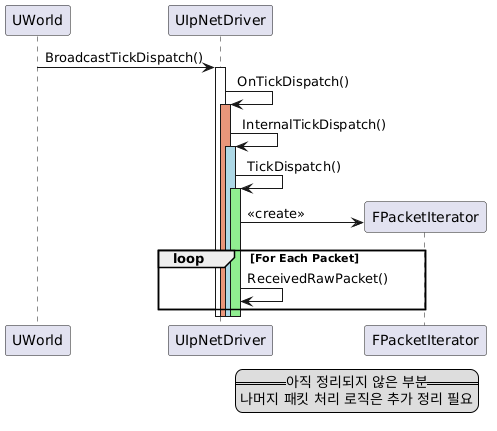 UWorld
UIpNetDriver
BroadcastTickDispatch()
OnTickDispatch()
InternalTickDispatch()
TickDispatch()
«create»
FPacketIterator
loop
[For Each Packet]
ReceivedRawPacket()
UWorld
UIpNetDriver
FPacketIterator
아직 정리되지 않은 부분
나머지 패킷 처리 로직은 추가 정리 필요